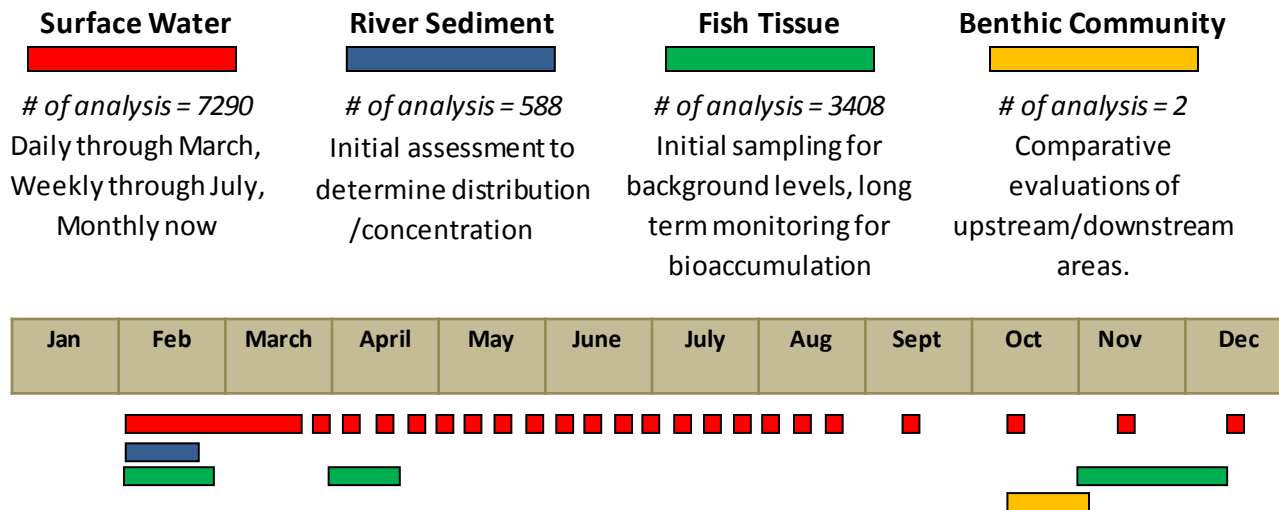 Surface Water
# of analysis = 7290
Daily through March,
Weekly through July,
Monthly now
River Sediment
# of analysis = 588
Initial assessment to
determine distribution
/concentration
Fish Tissue
# of analysis = 3408
Initial sampling for
background levels, long
term monitoring for
bioaccumulation
Benthic Community
# of analysis = 2
Comparative
evaluations of
upstream/downstream
areas.
Jan Feb March April May June July Aug Sept Oct Nov Dec